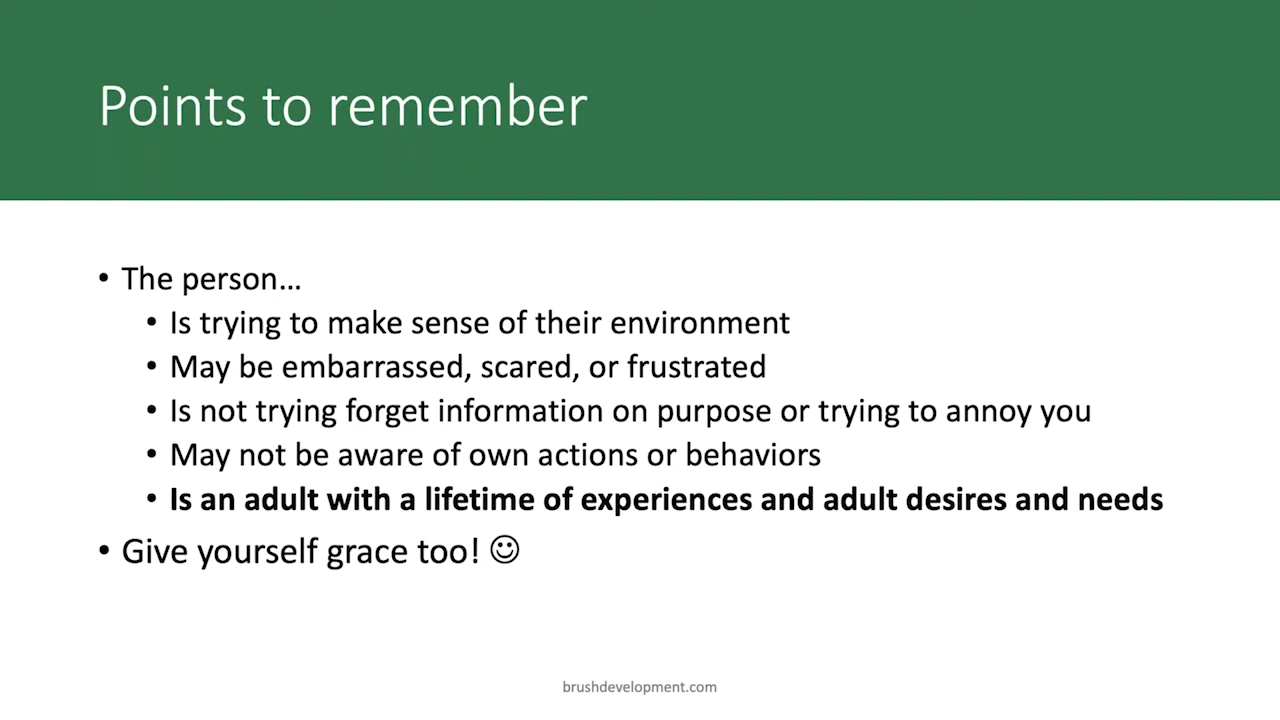 Points to remember
• The person...
• Is trying to make sense of their environment
• May be embarrassed, scared, or frustrated
• Is not trying forget information on purpose or trying to annoy you
• May not be aware of own actions or behaviors
• Is an adult with a lifetime of experiences and adult desires and needs
• Give yourself grace too! ☺
brushdevelopment.com